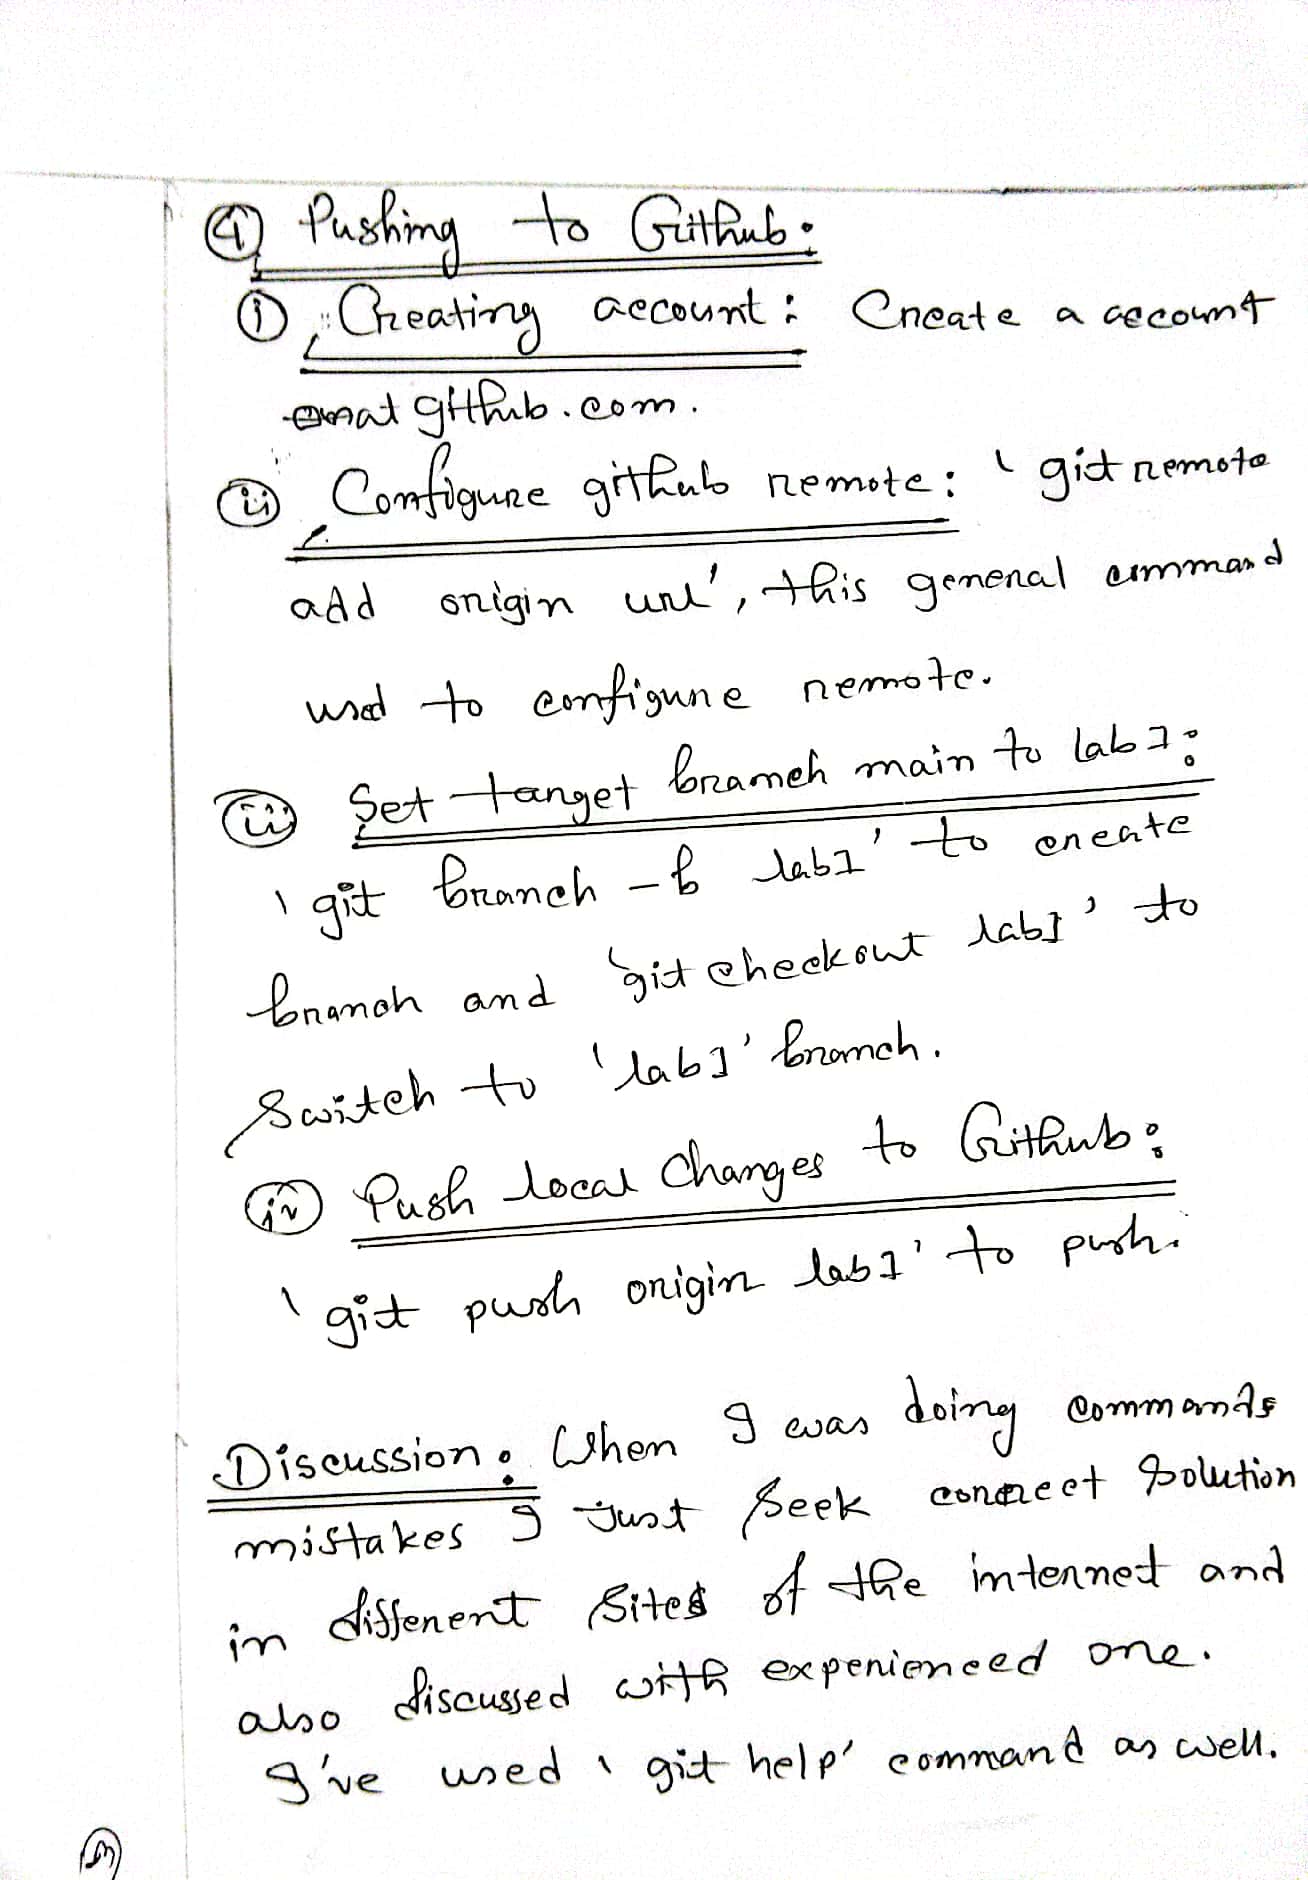 ④ Pushing to Github:
ⓘ Creating account: Create a account
at github.com.
ⓘⓘ Configure github remote: 'git remote
add origin url', this general command
used to configure remote.
ⓘⓘⓘ Set target branch main to lab1:
'git branch -b lab1' to create
branch and 'git checkout lab1' to
switch to 'lab1' branch.
ⓘⓥ Push local Changes to Github:
'git push origin lab1' to push.
Discussion: When I was doing commands
mistakes I just seek correct solution
in different sites of the internet and
also discussed with experienced one.
I've used 'git help' command as well.